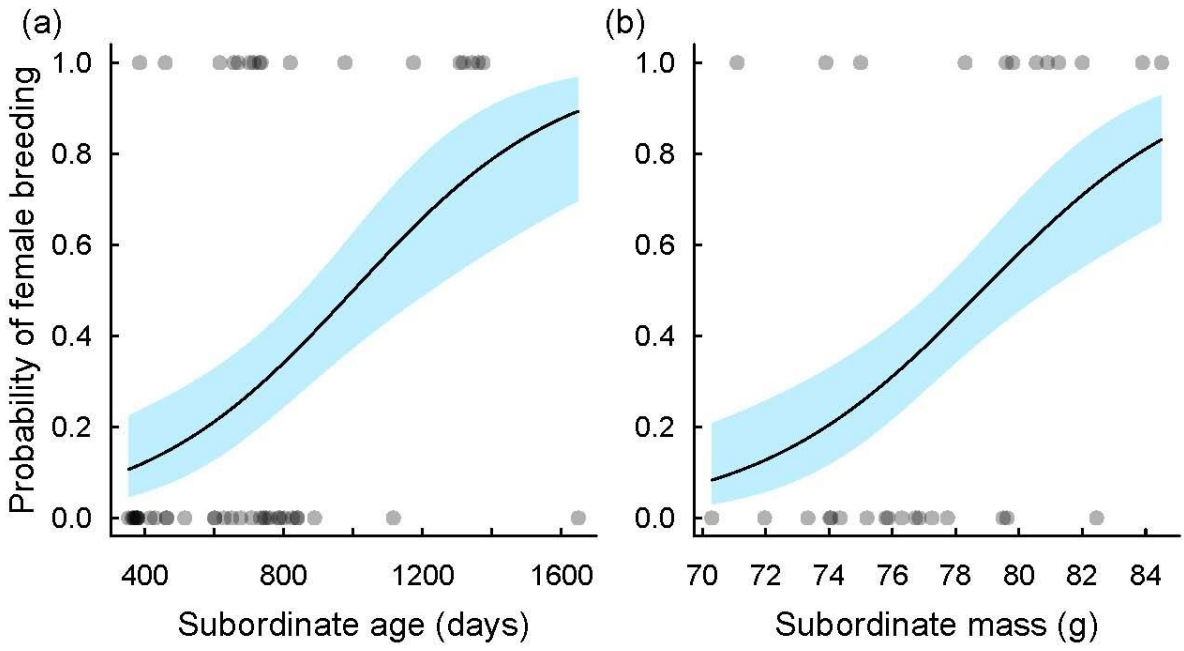 (a)
Probability of female breeding
1.0
0.8
0.6
0.4
0.2
0.0
400 800 1200 1600
Subordinate age (days)
(b)
1.0
0.8
0.6
0.4
0.2
0.0
70 72 74 76 78 80 82 84
Subordinate mass (g)